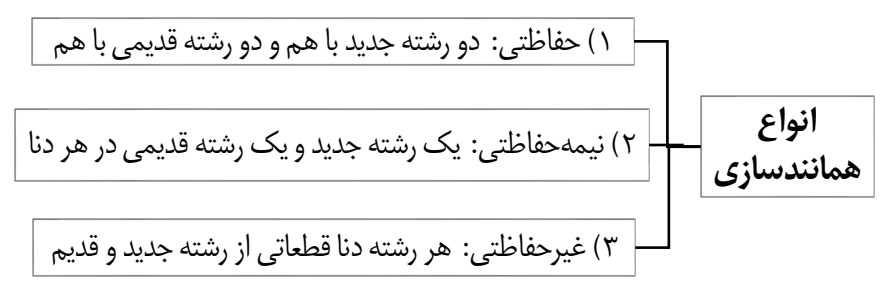 انواع
همانندسازی
۱) حفاظتی: دو رشته جدید با هم و دو رشته قدیمی با هم
۲) نیمه‌حفاظتی: یک رشته جدید و یک رشته قدیمی در هر دنا
۳) غیرحفاظتی: هر رشته دنا قطعاتی از رشته جدید و قدیم